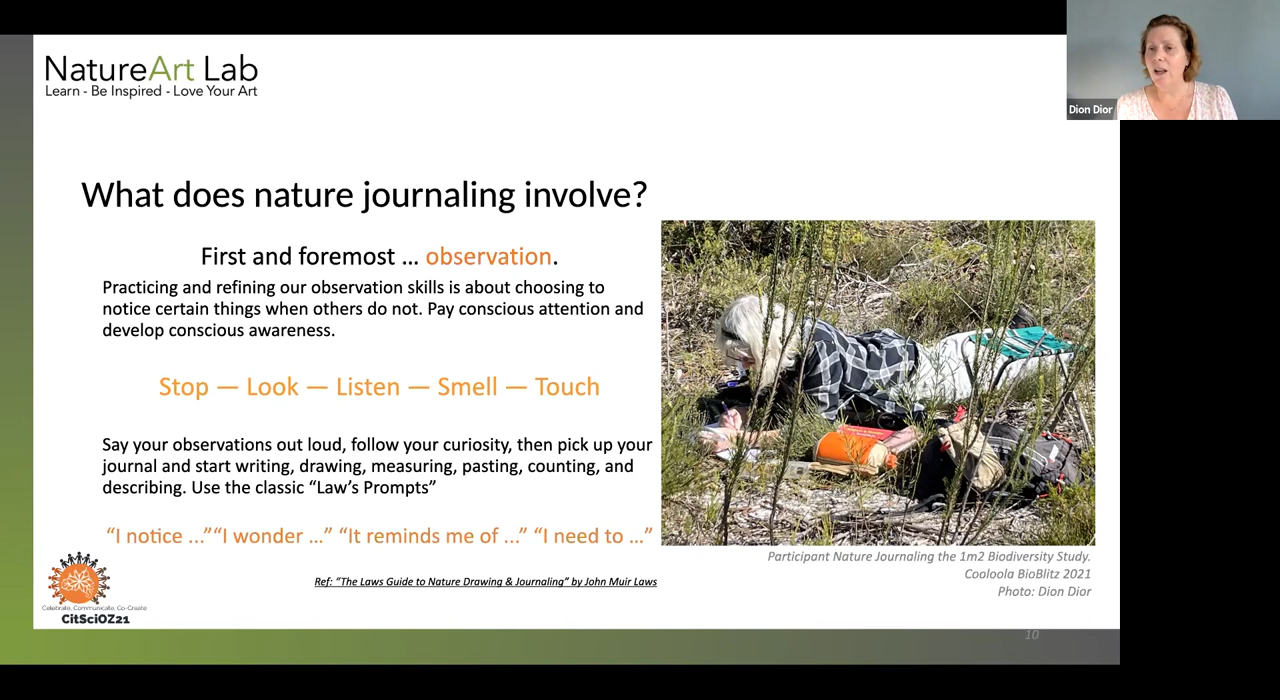 NatureArt Lab
Learn - Be Inspired - Love Your Art
Dion Dior
What does nature journaling involve?
First and foremost … observation.
Practicing and refining our observation skills is about choosing to
notice certain things when others do not. Pay conscious attention and
develop conscious awareness.
Stop — Look — Listen — Smell — Touch
Say your observations out loud, follow your curiosity, then pick up your
journal and start writing, drawing, measuring, pasting, counting, and
describing. Use the classic “Law’s Prompts”
“I notice …”“I wonder …” “It reminds me of ...” “I need to …”
Ref: “The Laws Guide to Nature Drawing & Journaling” by John Muir Laws
Participant Nature Journaling the 1m2 Biodiversity Study.
Cooloola BioBlitz 2021
Photo: Dion Dior
Celebrate, Communicate, Co-Create
CitSciOZ21
10